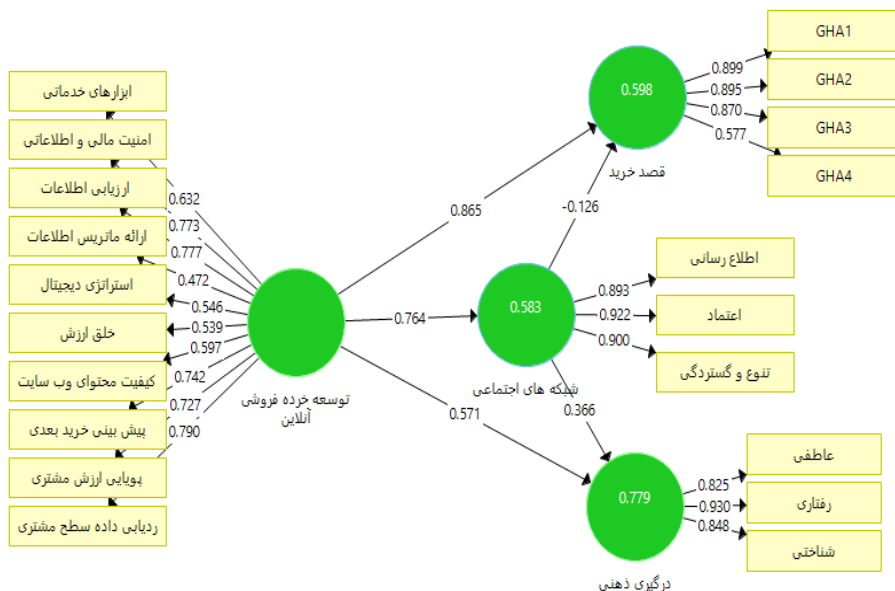 ابزارهای خدماتی
امنیت مالی و اطلاعاتی
ارزیابی اطلاعات
ارائه ماتریس اطلاعات
استراتژی دیجیتال
خلق ارزش
کیفیت محتوای وب سایت
پیش بینی خرید بعدی
پویایی ارزش مشتری
ردیابی داده سطح مشتری
0.632
0.773
0.777
0.472
0.546
0.539
0.597
0.742
0.727
0.790
توسعه خرده فروشی
آنلاین
0.865
0.764
0.571
0.598
قصد خرید
-0.126
0.583
شبکه های اجتماعی
0.366
0.779
درگیری ذهنی
0.899
0.895
0.870
0.577
GHA1
GHA2
GHA3
GHA4
0.893
0.922
0.900
اطلاع رسانی
اعتماد
تنوع و گستردگی
0.825
0.930
0.848
عاطفی
رفتاری
شناختی